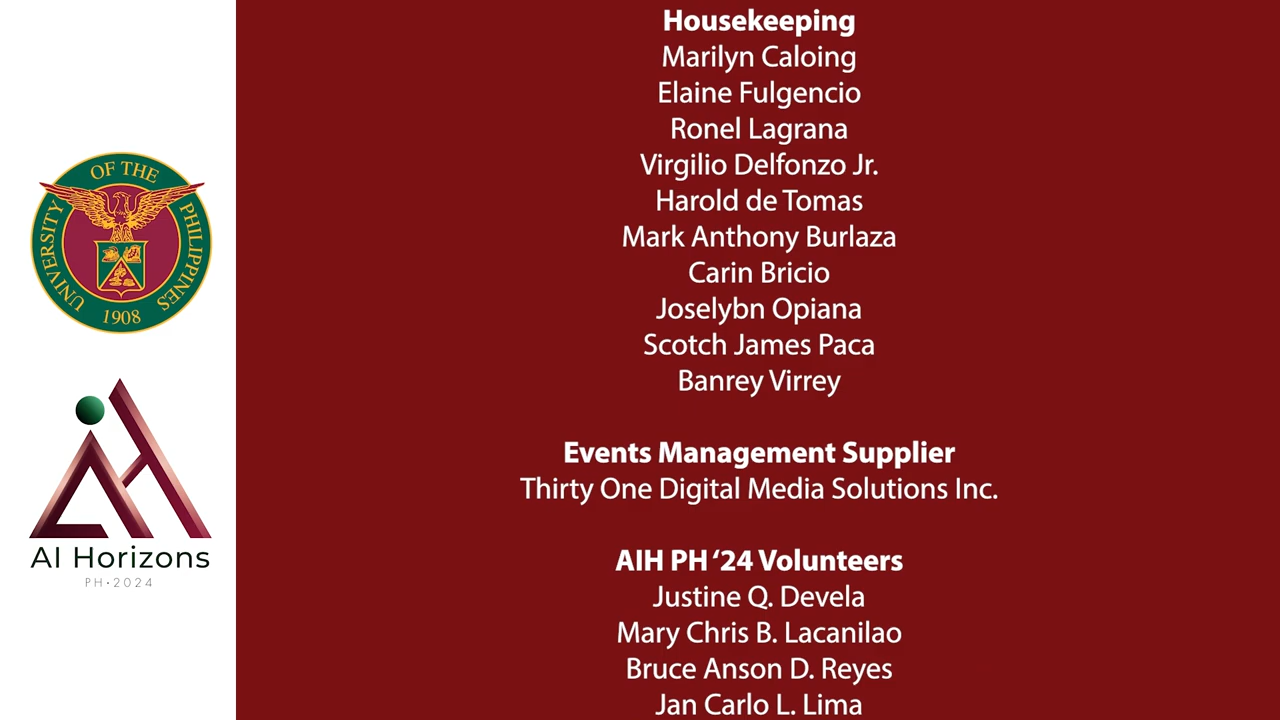 UNIVERSITY OF THE PHILIPPINES
1908
AI Horizons
PH•2024
Housekeeping
Marilyn Caloing
Elaine Fulgencio
Ronel Lagrana
Virgilio Delfonzo Jr.
Harold de Tomas
Mark Anthony Burlaza
Carin Bricio
Joselybn Opiana
Scotch James Paca
Banrey Virrey
Events Management Supplier
Thirty One Digital Media Solutions Inc.
AIH PH ‘24 Volunteers
Justine Q. Devela
Mary Chris B. Lacanilao
Bruce Anson D. Reyes
Jan Carlo L. Lima